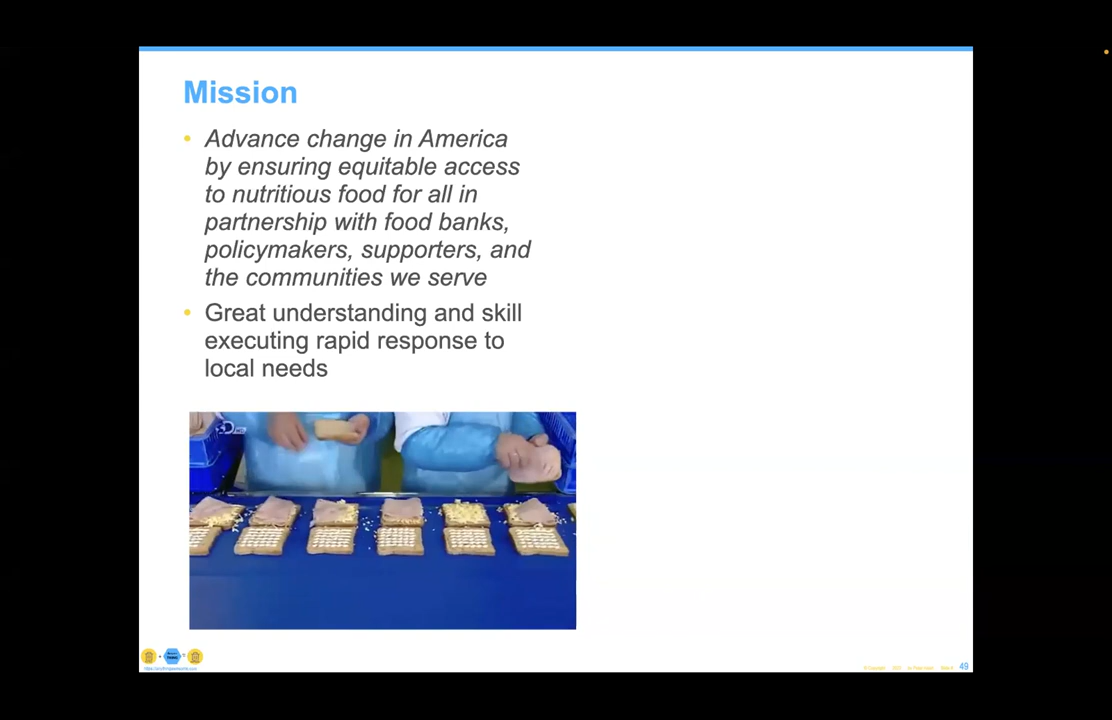 Mission
• Advance change in America
by ensuring equitable access
to nutritious food for all in
partnership with food banks,
policymakers, supporters, and
the communities we serve
• Great understanding and skill
executing rapid response to
local needs
49